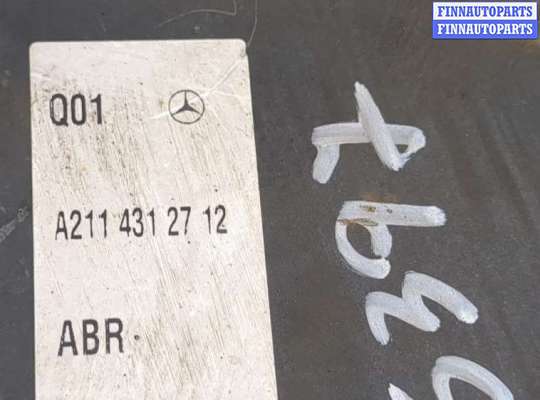 FINNAUTOPARTS
FINNAUTOPARTS
Q01
A211 431 27 12
ABR